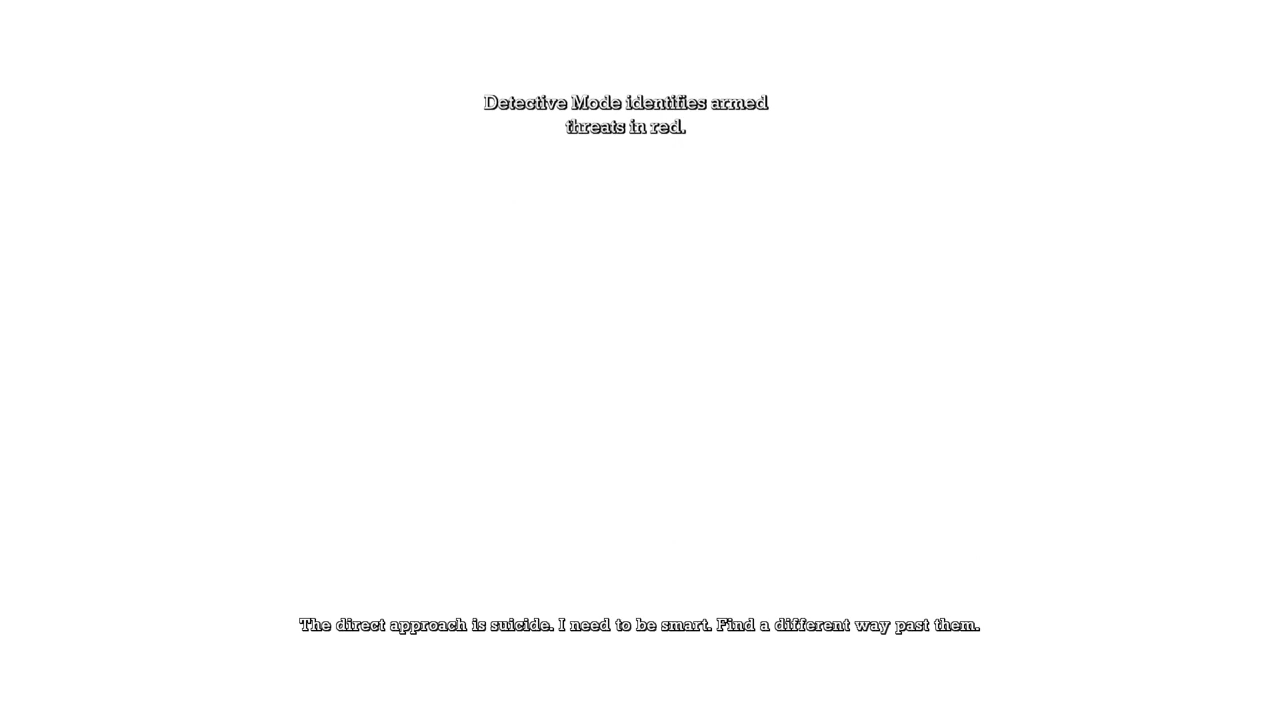 Detective Mode identifies armed
threats in red.
The direct approach is suicide. I need to be smart. Find a different way past them.